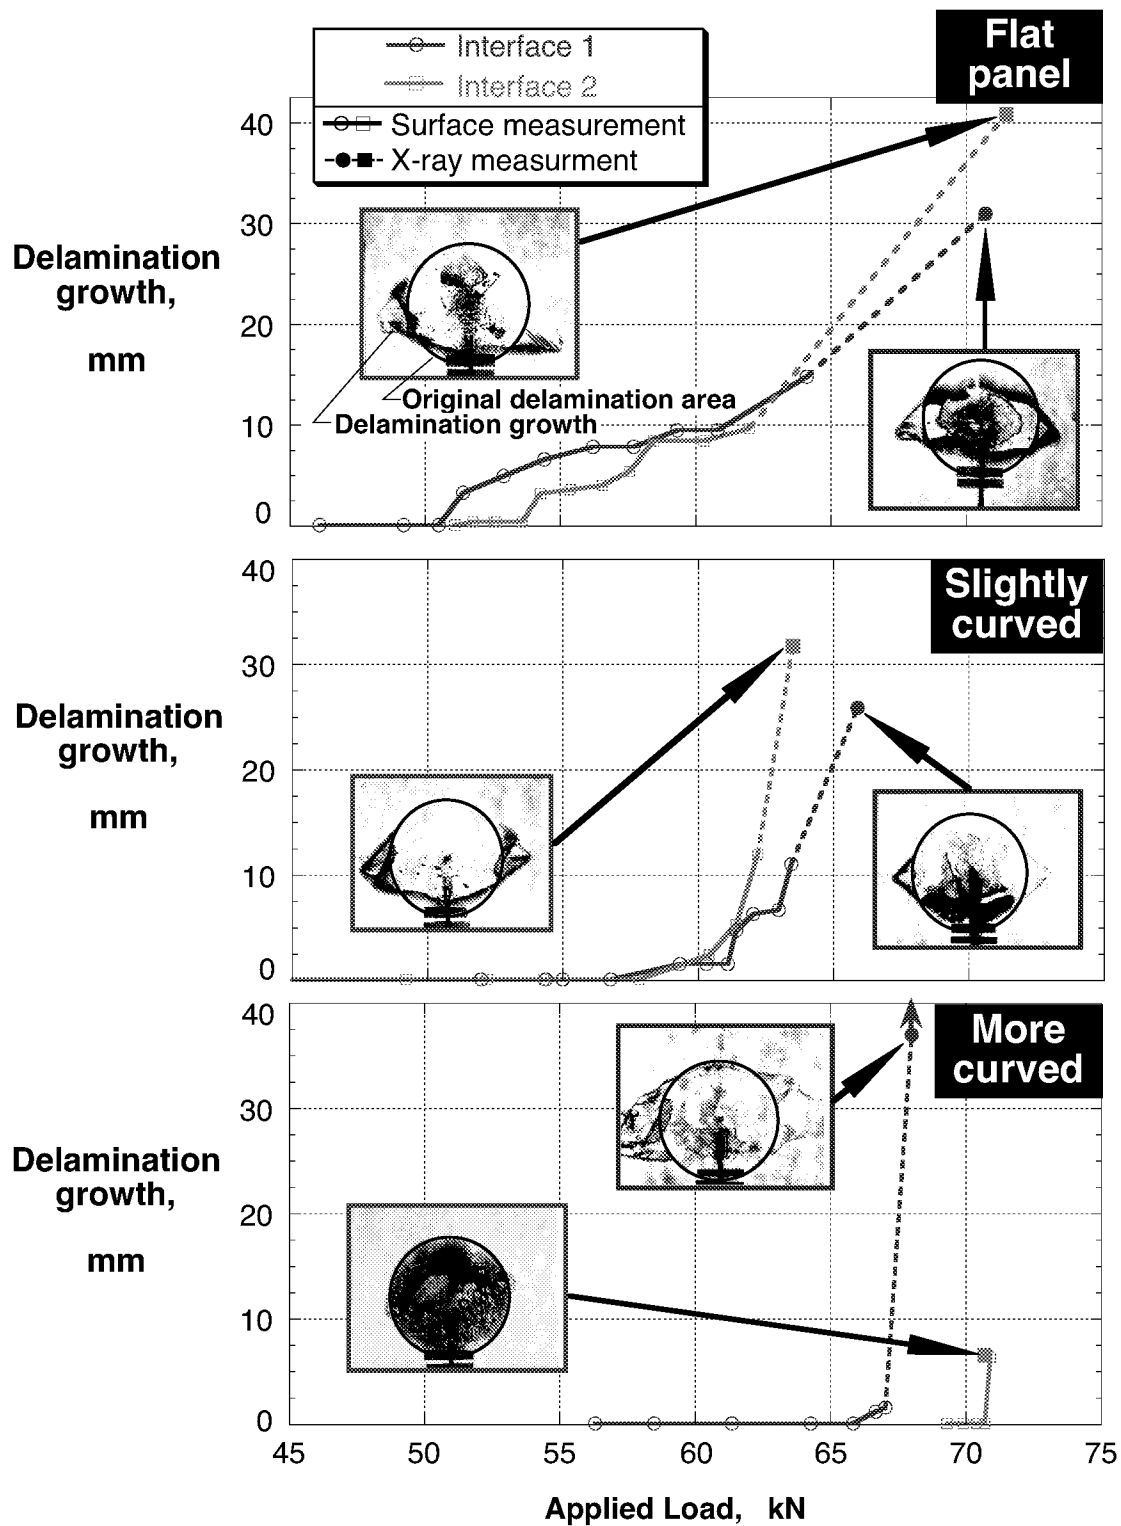 Flat
panel
Interface 1
Interface 2
Surface measurement
X-ray measurment
40
30
20
10
0
Delamination
growth,
mm
Original delamination area
Delamination growth
Slightly
curved
40
30
20
10
0
Delamination
growth,
mm
More
curved
40
30
20
10
0
Delamination
growth,
mm
45 50 55 60 65 70 75
Applied Load, kN